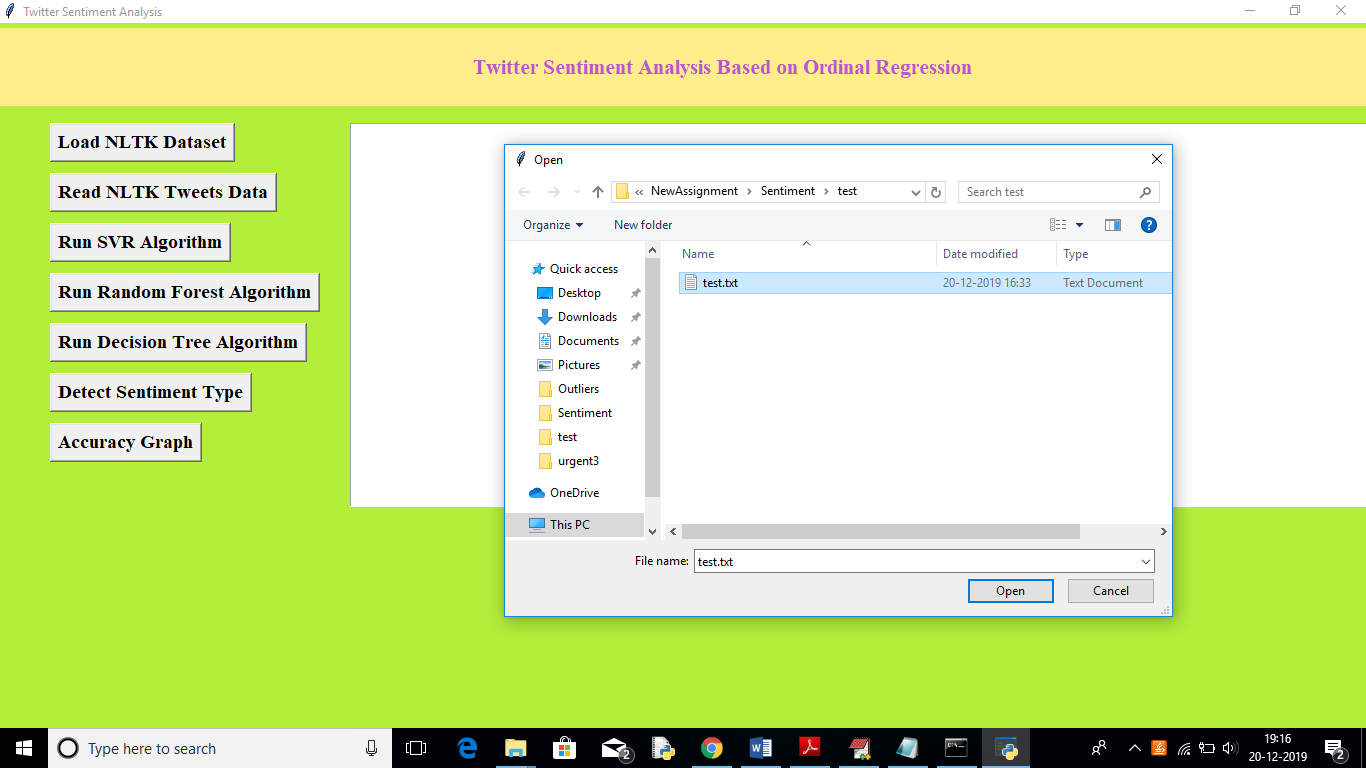 Twitter Sentiment Analysis
Twitter Sentiment Analysis Based on Ordinal Regression
Load NLTK Dataset
Read NLTK Tweets Data
Run SVR Algorithm
Run Random Forest Algorithm
Run Decision Tree Algorithm
Detect Sentiment Type
Accuracy Graph
Open
« NewAssignment › Sentiment › test
Search test
Organize
New folder
Quick access
Desktop
Downloads
Documents
Pictures
Outliers
Sentiment
test
urgent3
OneDrive
This PC
Name Date modified Type
test.txt 20-12-2019 16:33 Text Document
File name: test.txt
Open Cancel
Type here to search
2
19:16
20-12-2019
2